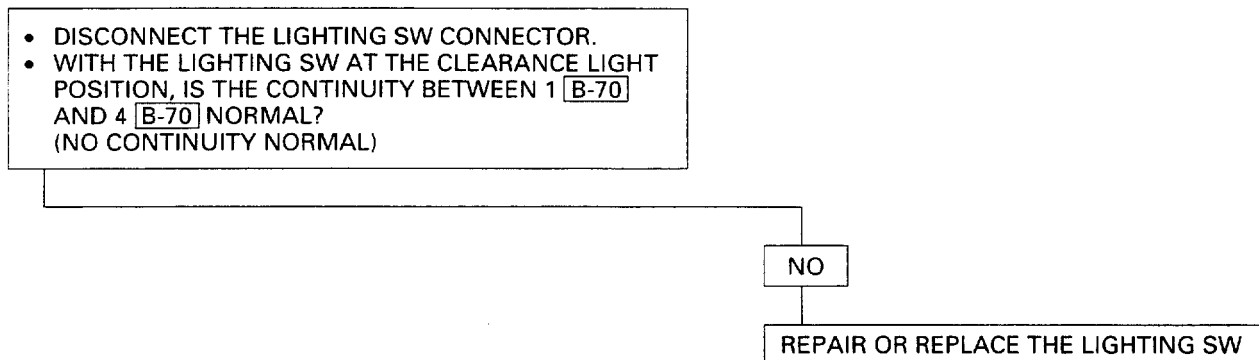 • DISCONNECT THE LIGHTING SW CONNECTOR.
• WITH THE LIGHTING SW AT THE CLEARANCE LIGHT
POSITION, IS THE CONTINUITY BETWEEN 1 B-70
AND 4 B-70 NORMAL?
(NO CONTINUITY NORMAL)
NO
REPAIR OR REPLACE THE LIGHTING SW